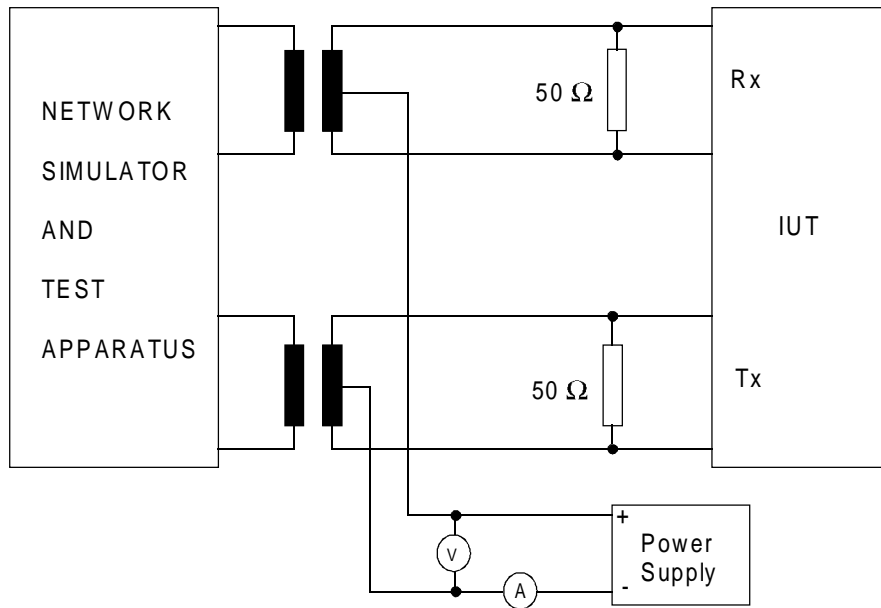 NETWORK
SIMULATOR
AND
TEST
APPARATUS
50 Ω
Rx
IUT
50 Ω
Tx
+
V
Power
Supply
A
-